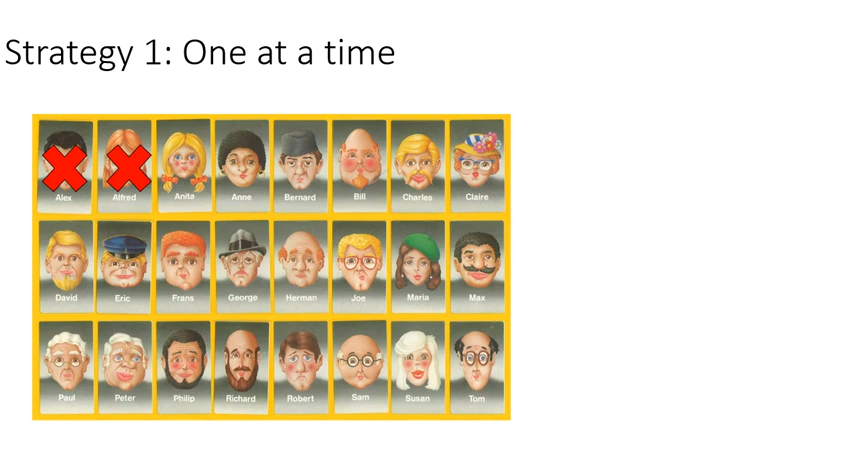 Strategy 1: One at a time
Alex Alfred Anita Anne Bernard Bill Charles Claire
David Eric Frans George Herman Joe Maria Max
Paul Peter Philip Richard Robert Sam Susan Tom